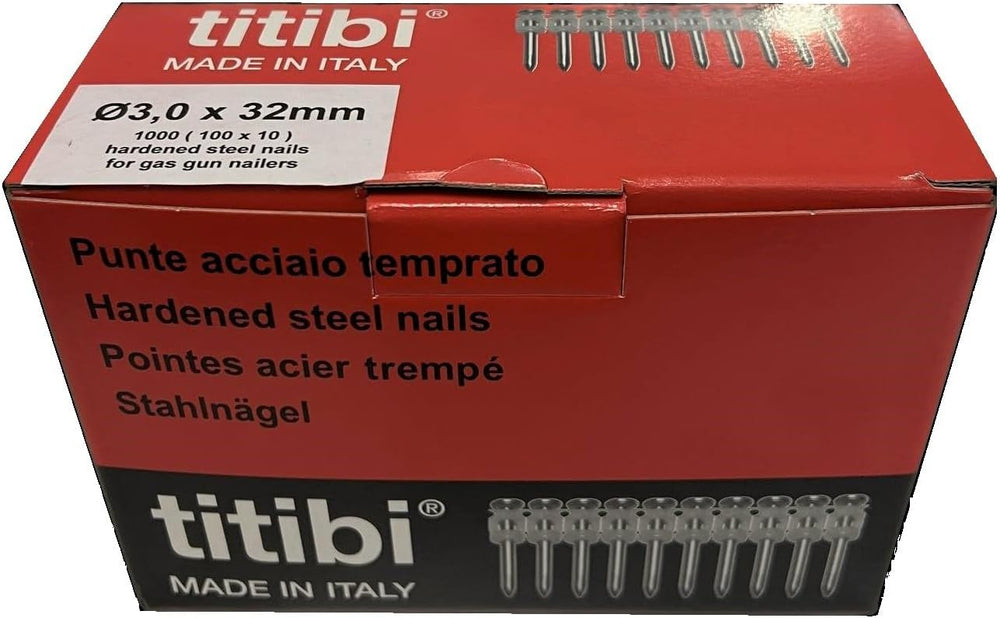 titibi®
MADE IN ITALY
Ø3,0 x 32mm
1000 ( 100 x 10 )
hardened steel nails
for gas gun nailers
Punte acciaio temprato
Hardened steel nails
Pointes acier trempé
Stahlnägel
titibi®
MADE IN ITALY